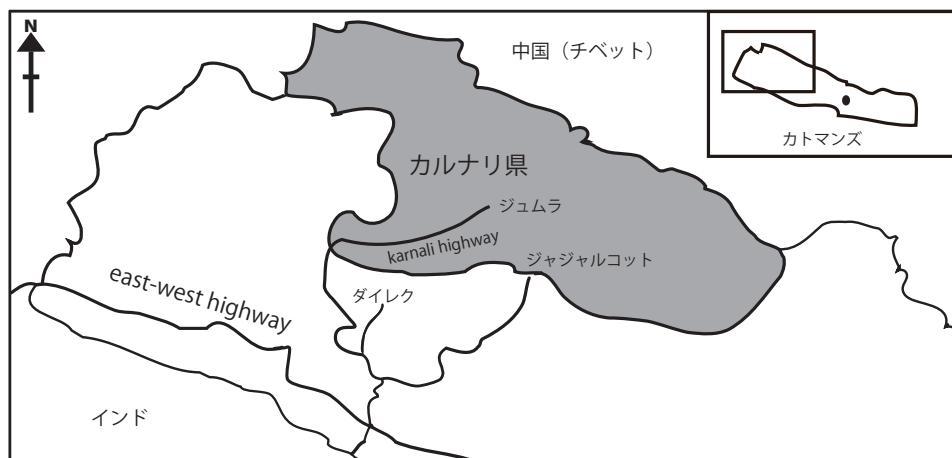 N
中国（チベット）
カトマンズ
カルナリ県
ジュムラ
karnali highway
ジャジャルコット
east-west highway
ダイレク
インド